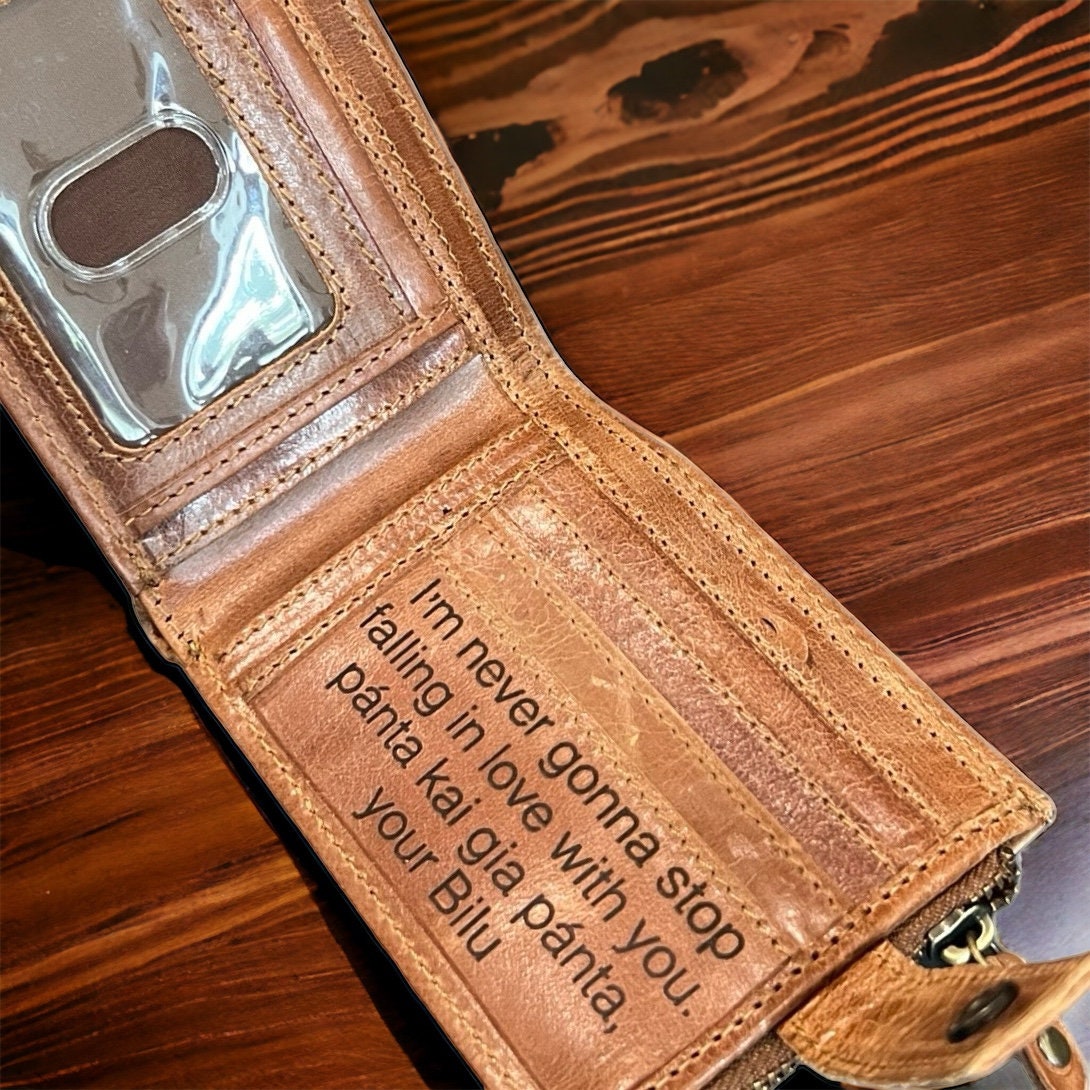 I'm never gonna stop
falling in love with you.
pánta kai gia pánta,
your Bilu